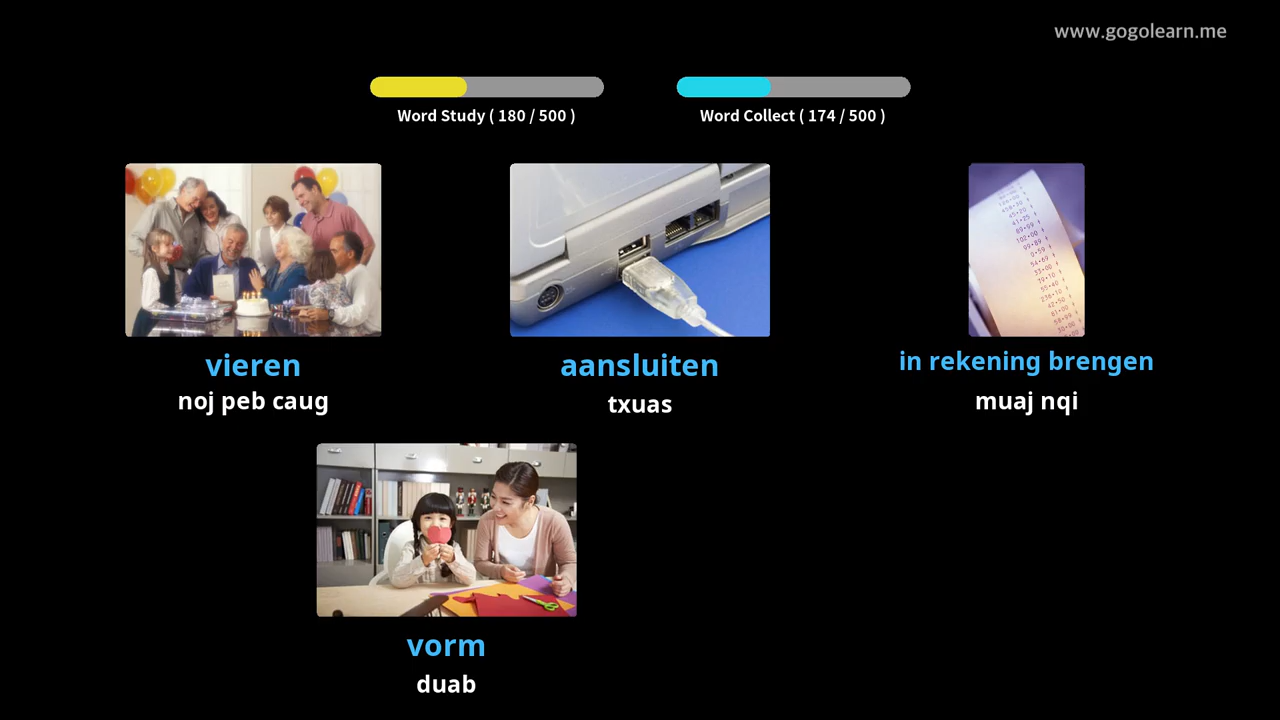 www.gogolearn.me
Word Study ( 180 / 500 )
Word Collect ( 174 / 500 )
vieren
noj peb caug
aansluiten
txuas
in rekening brengen
muaj nqi
vorm
duab